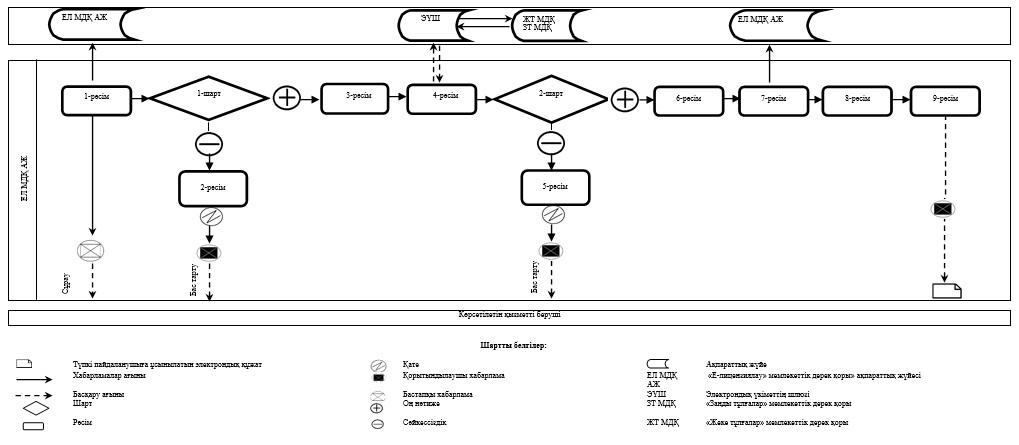 ЕЛ МДҚ АЖ
ЭҮШ
ЖТ МДҚ
ЗТ МДҚ
ЕЛ МДҚ АЖ
ЕЛ МДҚ АЖ
1-рәсім
1-шарт
3-рәсім
4-рәсім
2-шарт
6-рәсім
7-рәсім
8-рәсім
9-рәсім
2-рәсім
5-рәсім
Сұрау
Бас тарту
Бас тарту
Көрсетілетін қызметті беруші
Шартты белгілер:
Түпкі пайдаланушыға ұсынылатын электрондық құжат
Хабарламалар ағыны
Басқару ағыны
Шарт
Рәсім
Қате
Қорытындылаушы хабарлама
Бастапқы хабарлама
Оң нәтиже
Сәйкессіздік
Ақпараттық жүйе
ЕЛ МДҚ АЖ «Е-лицензиялау» мемлекеттік дерек қоры» ақпараттық жүйесі
ЭҮШ Электрондық үкіметтің шлюзі
ЗТ МДҚ «Заңды тұлғалар» мемлекеттік дерек қоры
ЖТ МДҚ «Жеке тұлғалар» мемлекеттік дерек қоры